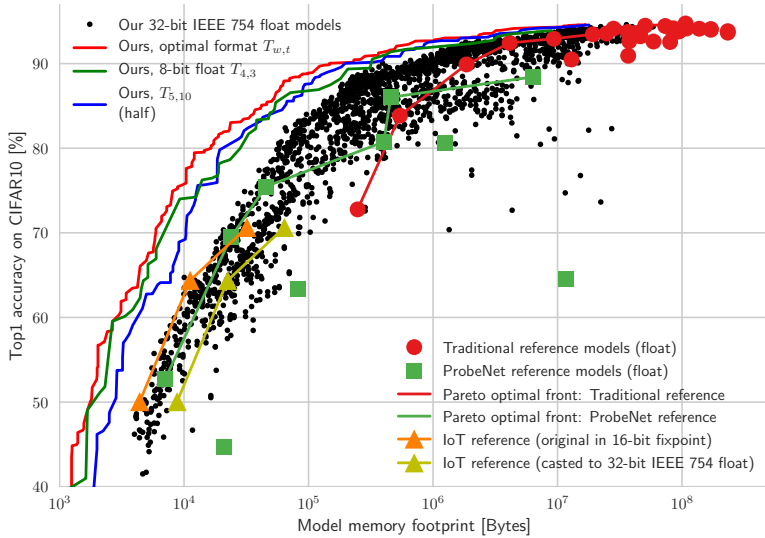 Our 32-bit IEEE 754 float models
Ours, optimal format T_{w,t}
Ours, 8-bit float T_{4,3}
Ours, T_{5,10}
(half)
Top1 accuracy on CIFAR10 [%]
90
80
70
60
50
40
Traditional reference models (float)
ProbeNet reference models (float)
Pareto optimal front: Traditional reference
Pareto optimal front: ProbeNet reference
IoT reference (original in 16-bit fixpoint)
IoT reference (casted to 32-bit IEEE 754 float)
10^3 10^4 10^5 10^6 10^7 10^8
Model memory footprint [Bytes]